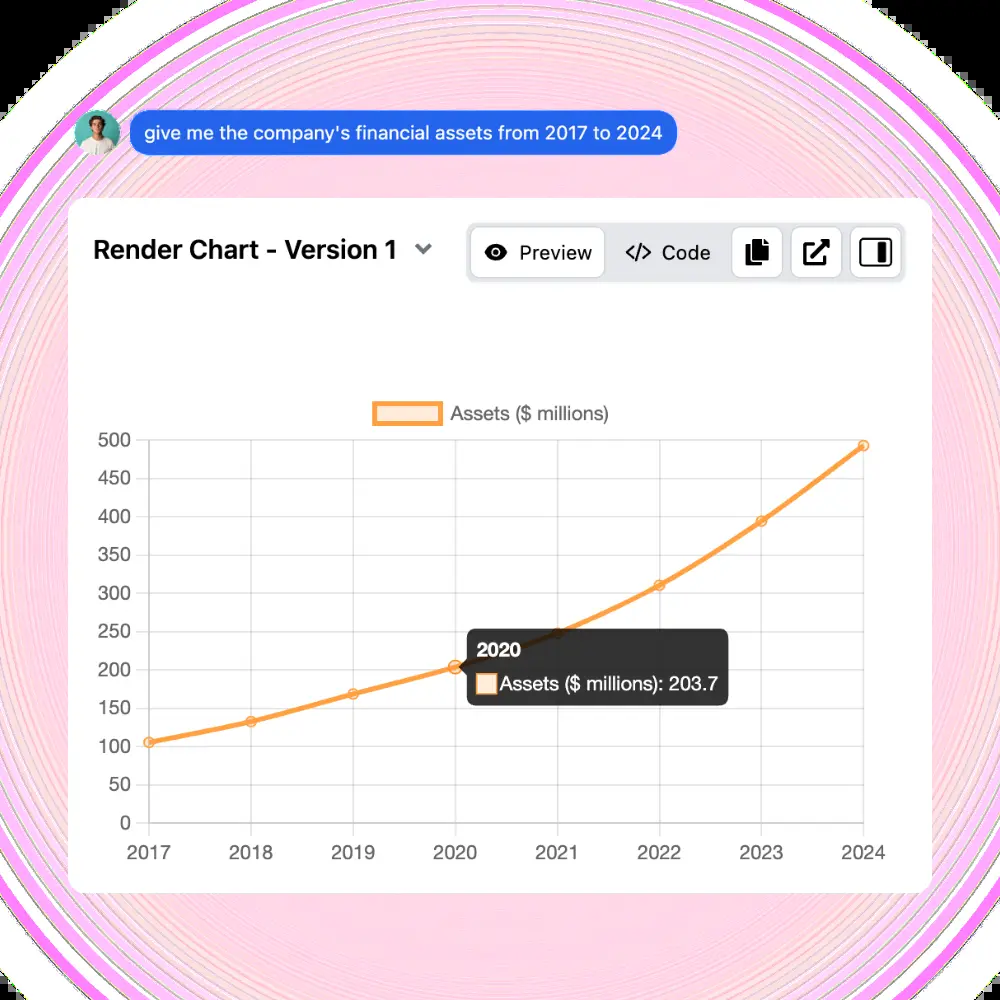 give me the company's financial assets from 2017 to 2024
Render Chart - Version 1
Preview
</> Code
Assets ($ millions)
500
450
400
350
300
250
200
150
100
50
0
2020
Assets ($ millions): 203.7
2017 2018 2019 2020 2021 2022 2023 2024